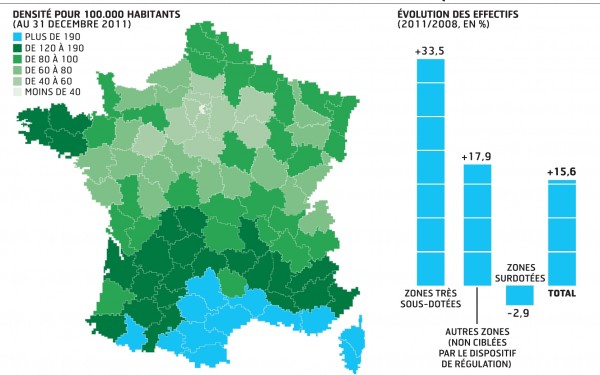 DENSITÉ POUR 100.000 HABITANTS
(AU 31 DECEMBRE 2011)
PLUS DE 190
DE 120 À 190
DE 80 À 100
DE 60 À 80
DE 40 À 60
MOINS DE 40
ÉVOLUTION DES EFFECTIFS
(2011/2008, EN %)
+33,5
+17,9
+15,6
-2,9
ZONES TRÈS
SOUS-DOTÉES
AUTRES ZONES
(NON CIBLÉES
PAR LE DISPOSITIF
DE RÉGULATION)
ZONES
SURDOTÉES
TOTAL